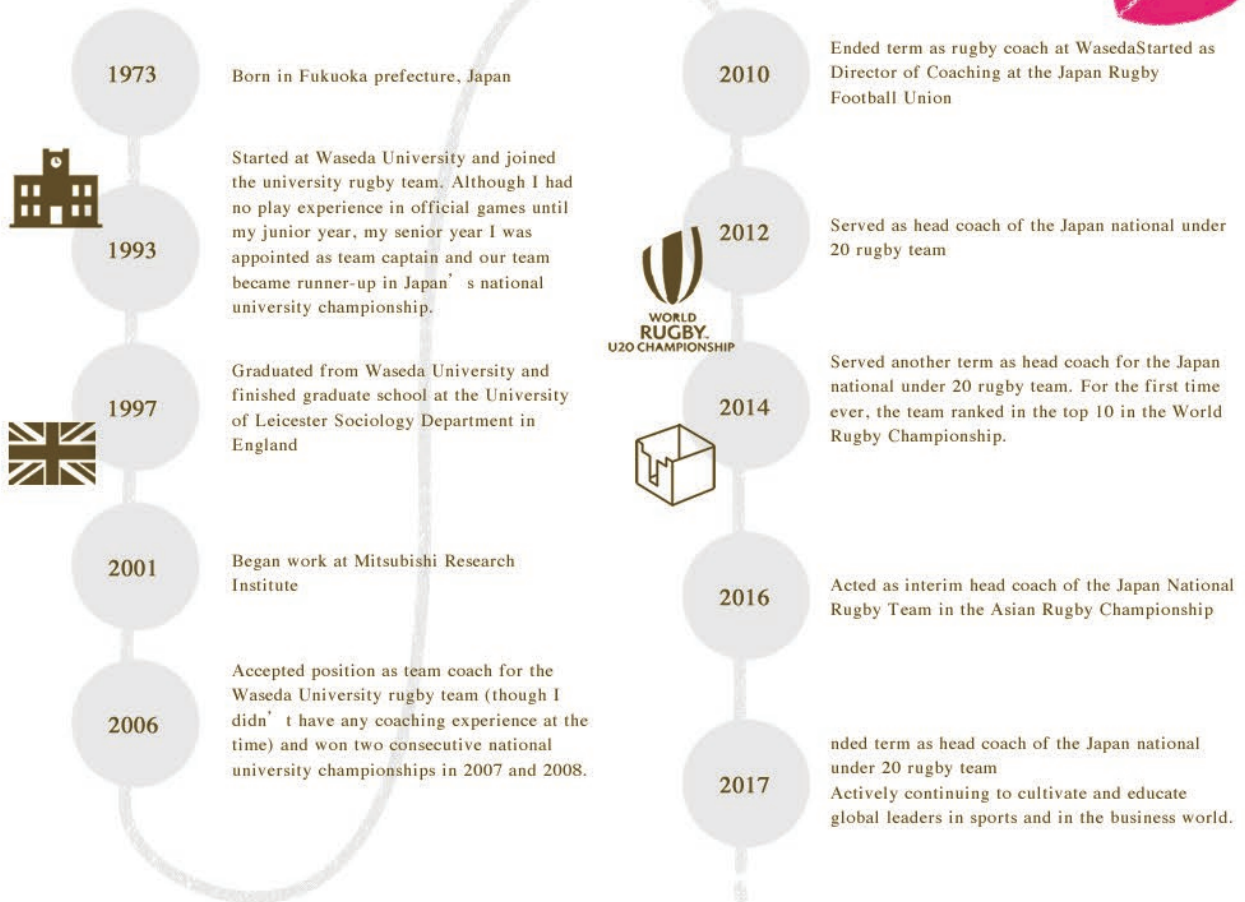 1973
Born in Fukuoka prefecture, Japan
1993
Started at Waseda University and joined
the university rugby team. Although I had
no play experience in official games until
my junior year, my senior year I was
appointed as team captain and our team
became runner-up in Japan’ s national
university championship.
1997
Graduated from Waseda University and
finished graduate school at the University
of Leicester Sociology Department in
England
2001
Began work at Mitsubishi Research
Institute
2006
Accepted position as team coach for the
Waseda University rugby team (though I
didn’ t have any coaching experience at the
time) and won two consecutive national
university championships in 2007 and 2008.
2010
Ended term as rugby coach at WasedaStarted as
Director of Coaching at the Japan Rugby
Football Union
2012
Served as head coach of the Japan national under
20 rugby team
WORLD
RUGBY™
U20 CHAMPIONSHIP
2014
Served another term as head coach for the Japan
national under 20 rugby team. For the first time
ever, the team ranked in the top 10 in the World
Rugby Championship.
2016
Acted as interim head coach of the Japan National
Rugby Team in the Asian Rugby Championship
2017
nded term as head coach of the Japan national
under 20 rugby team
Actively continuing to cultivate and educate
global leaders in sports and in the business world.